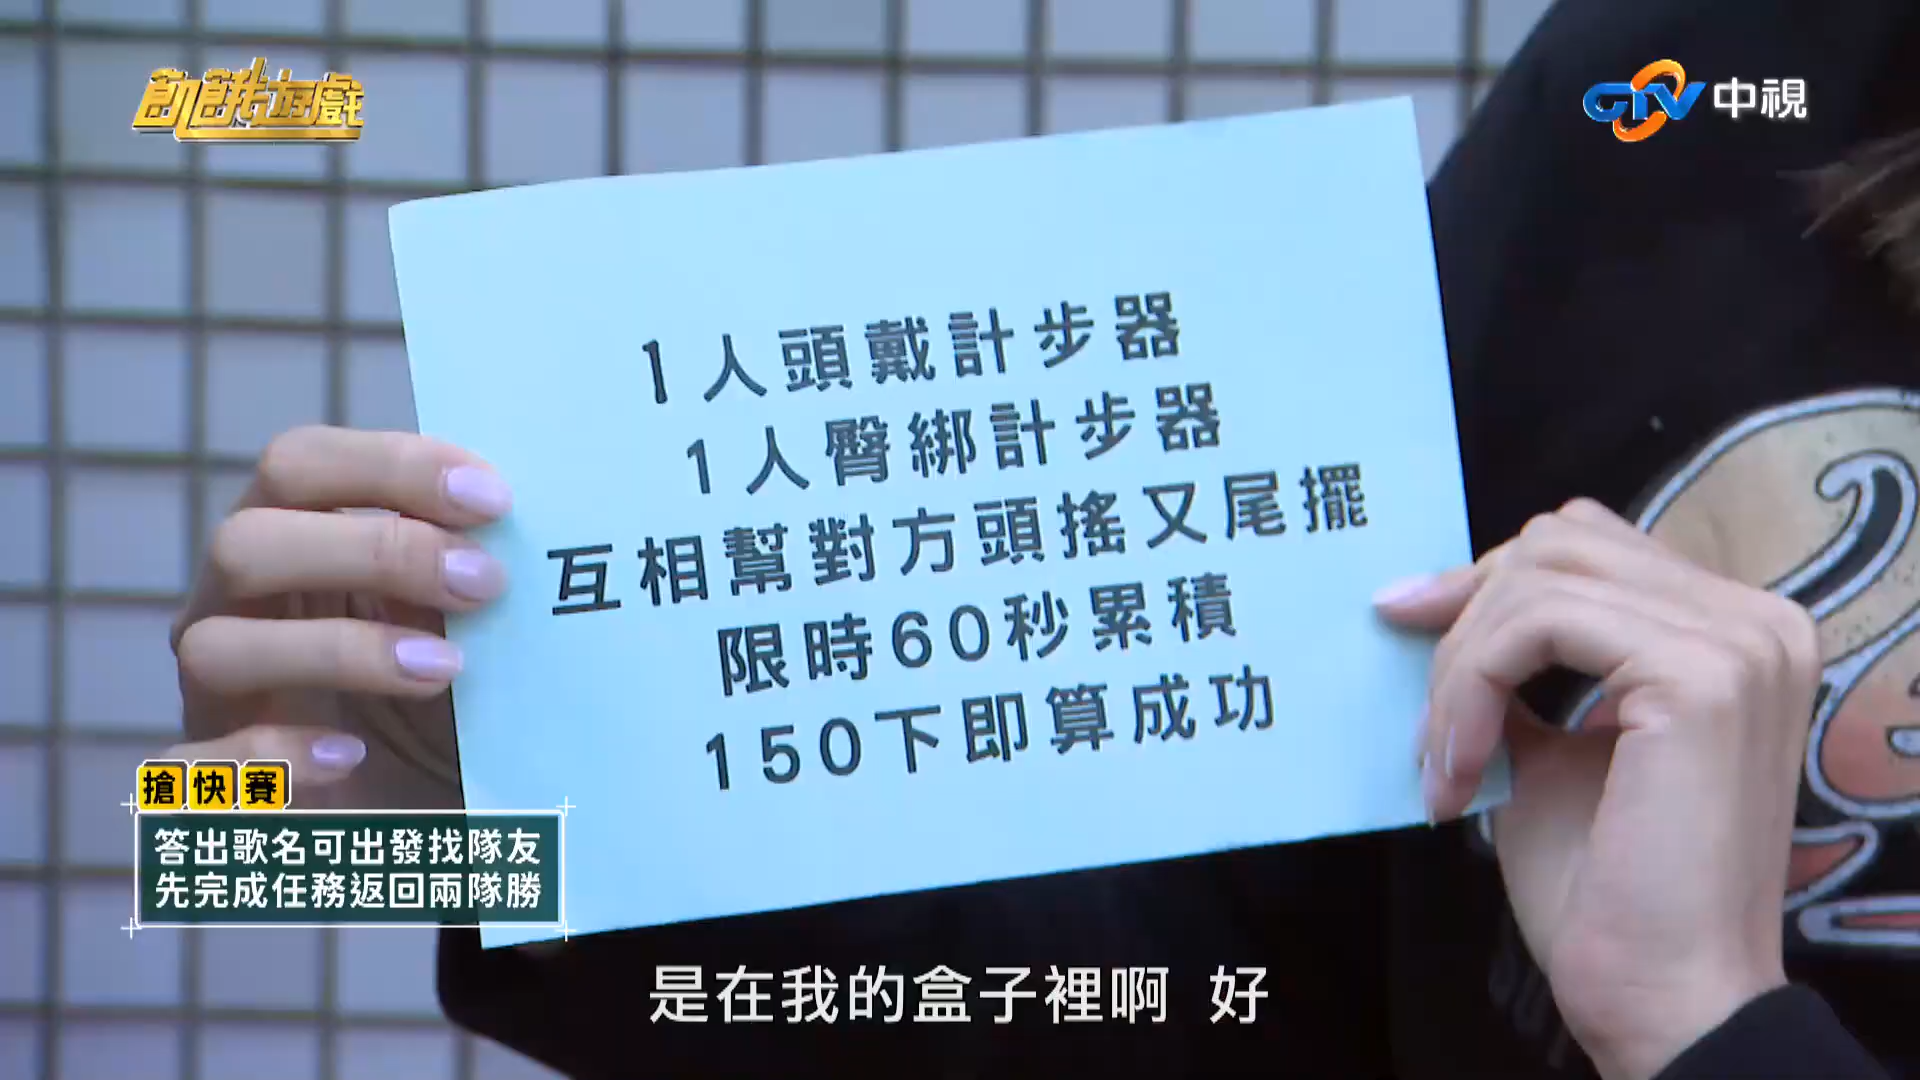 飢餓遊戲
CTV 中視
1人頭戴計步器
1人臀綁計步器
互相幫對方頭搖又尾擺
限時60秒累積
150下即算成功
搶快賽
答出歌名可出發找隊友
先完成任務返回兩隊勝
是在我的盒子裡啊 好